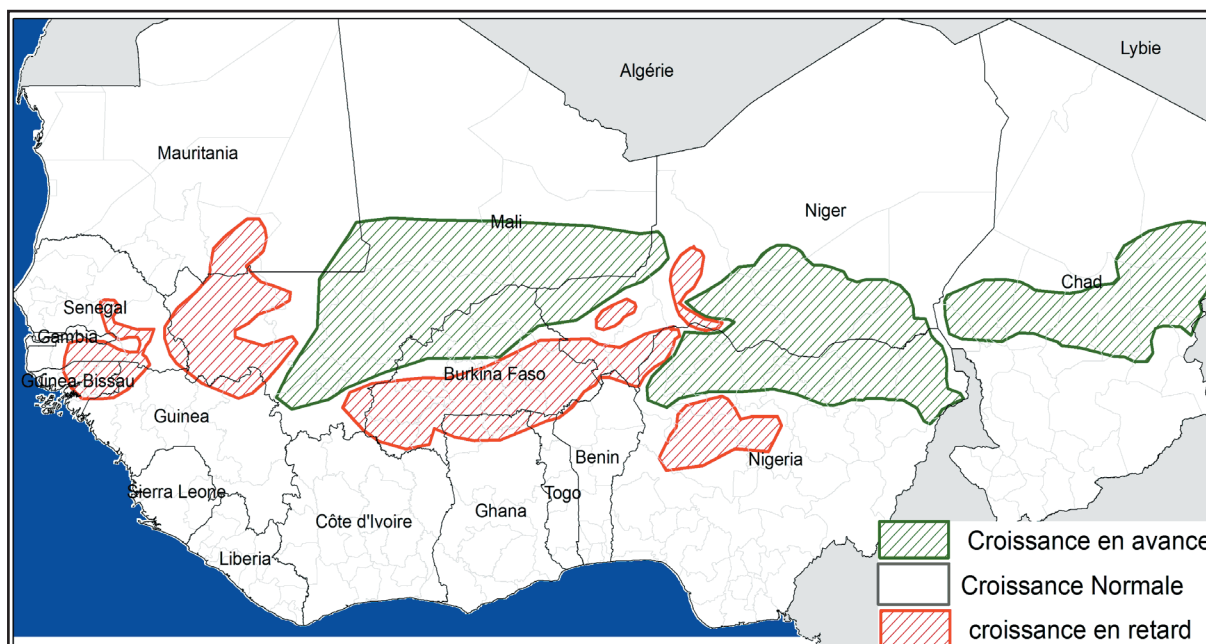 Lybie
Algérie
Mauritania
Niger
Mali
Chad
Senegal
Gambia
Burkina Faso
Guinea-Bissau
Guinea
Benin
Nigeria
Sierra Leone
Togo
Ghana
Côte d'Ivoire
Liberia
Croissance en avance
Croissance Normale
croissance en retard